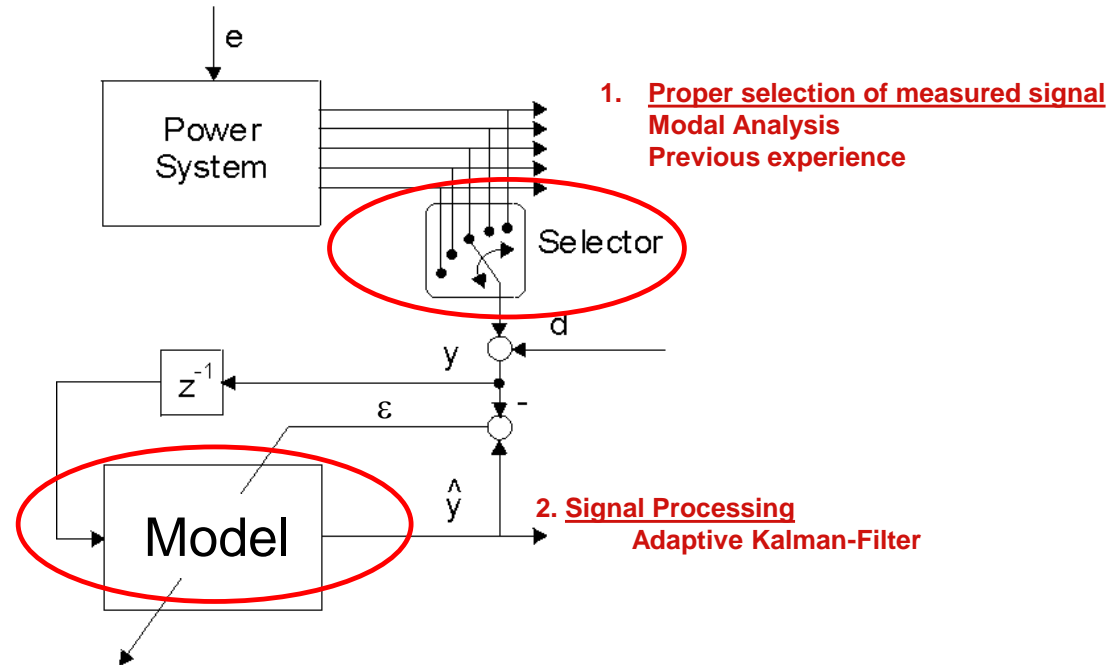 e
Power
System
1. Proper selection of measured signal
Modal Analysis
Previous experience
Selector
d
y
z⁻¹
-
ε
ŷ
Model
2. Signal Processing
Adaptive Kalman-Filter